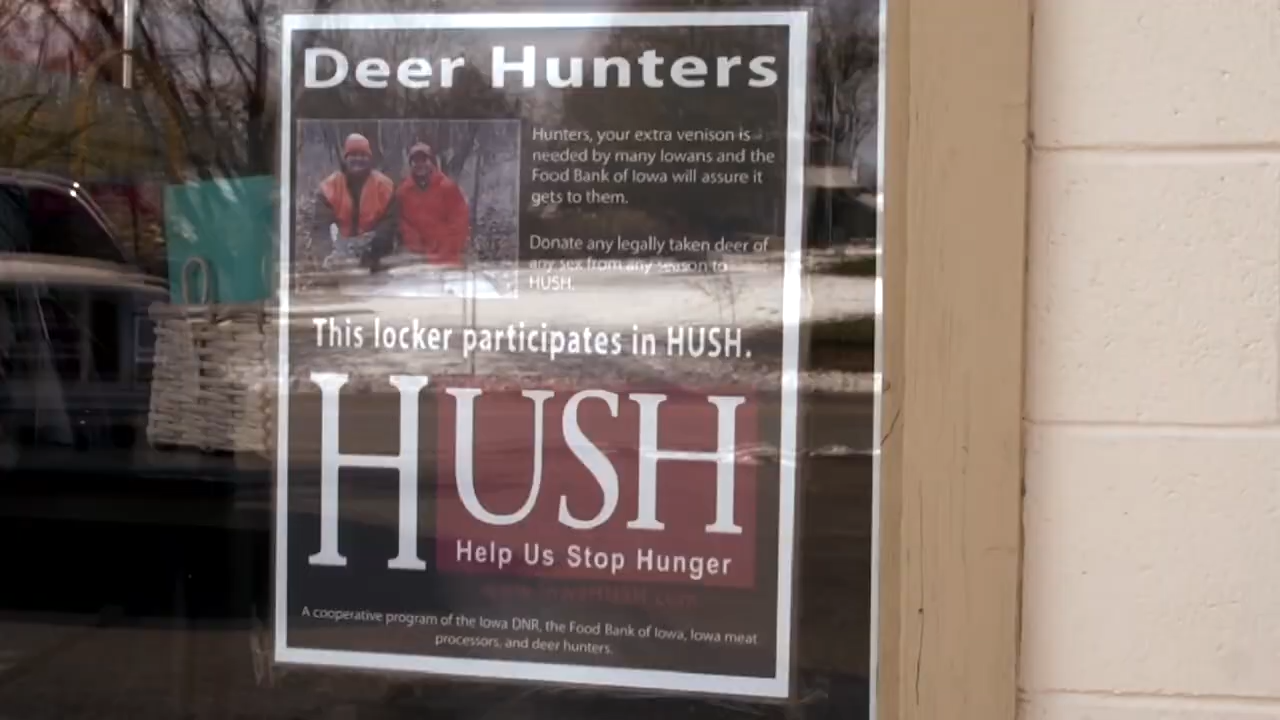 Deer Hunters
Hunters, your extra venison is
needed by many Iowans and the
Food Bank of Iowa will assure it
gets to them.
Donate any legally taken deer of
any sex from any season to
HUSH.
This locker participates in HUSH.
HUSH
Help Us Stop Hunger
A cooperative program of the Iowa DNR, the Food Bank of Iowa, Iowa meat
processors, and deer hunters.